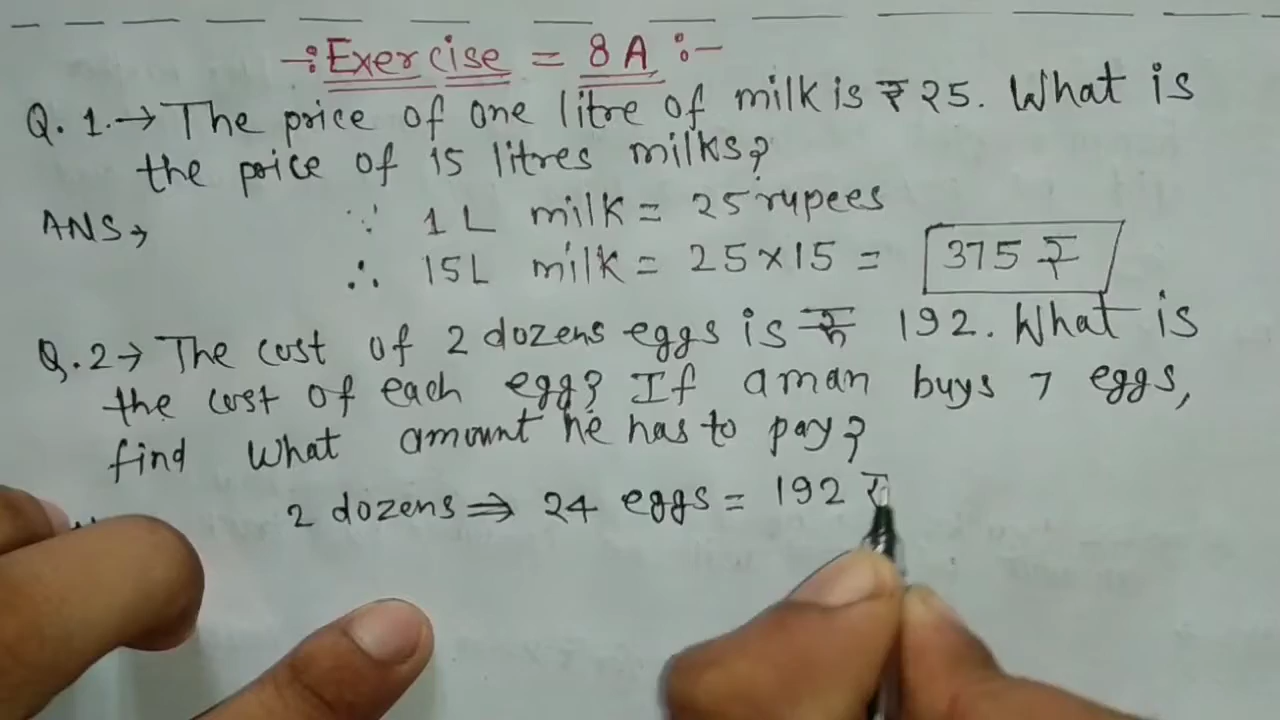 -:Exercise = 8A :-
Q. 1.→ The price of one litre of milk is ₹25. What is
the price of 15 litres milks?
ANS→ ∵ 1 L milk = 25 rupees
∴ 15L milk = 25×15 = 375 ₹
Q.2→ The cost of 2 dozens eggs is ₹ 192. What is
the cost of each egg? If aman buys 7 eggs,
find What amount he has to pay?
2 dozens ⇒ 24 eggs = 192 ₹